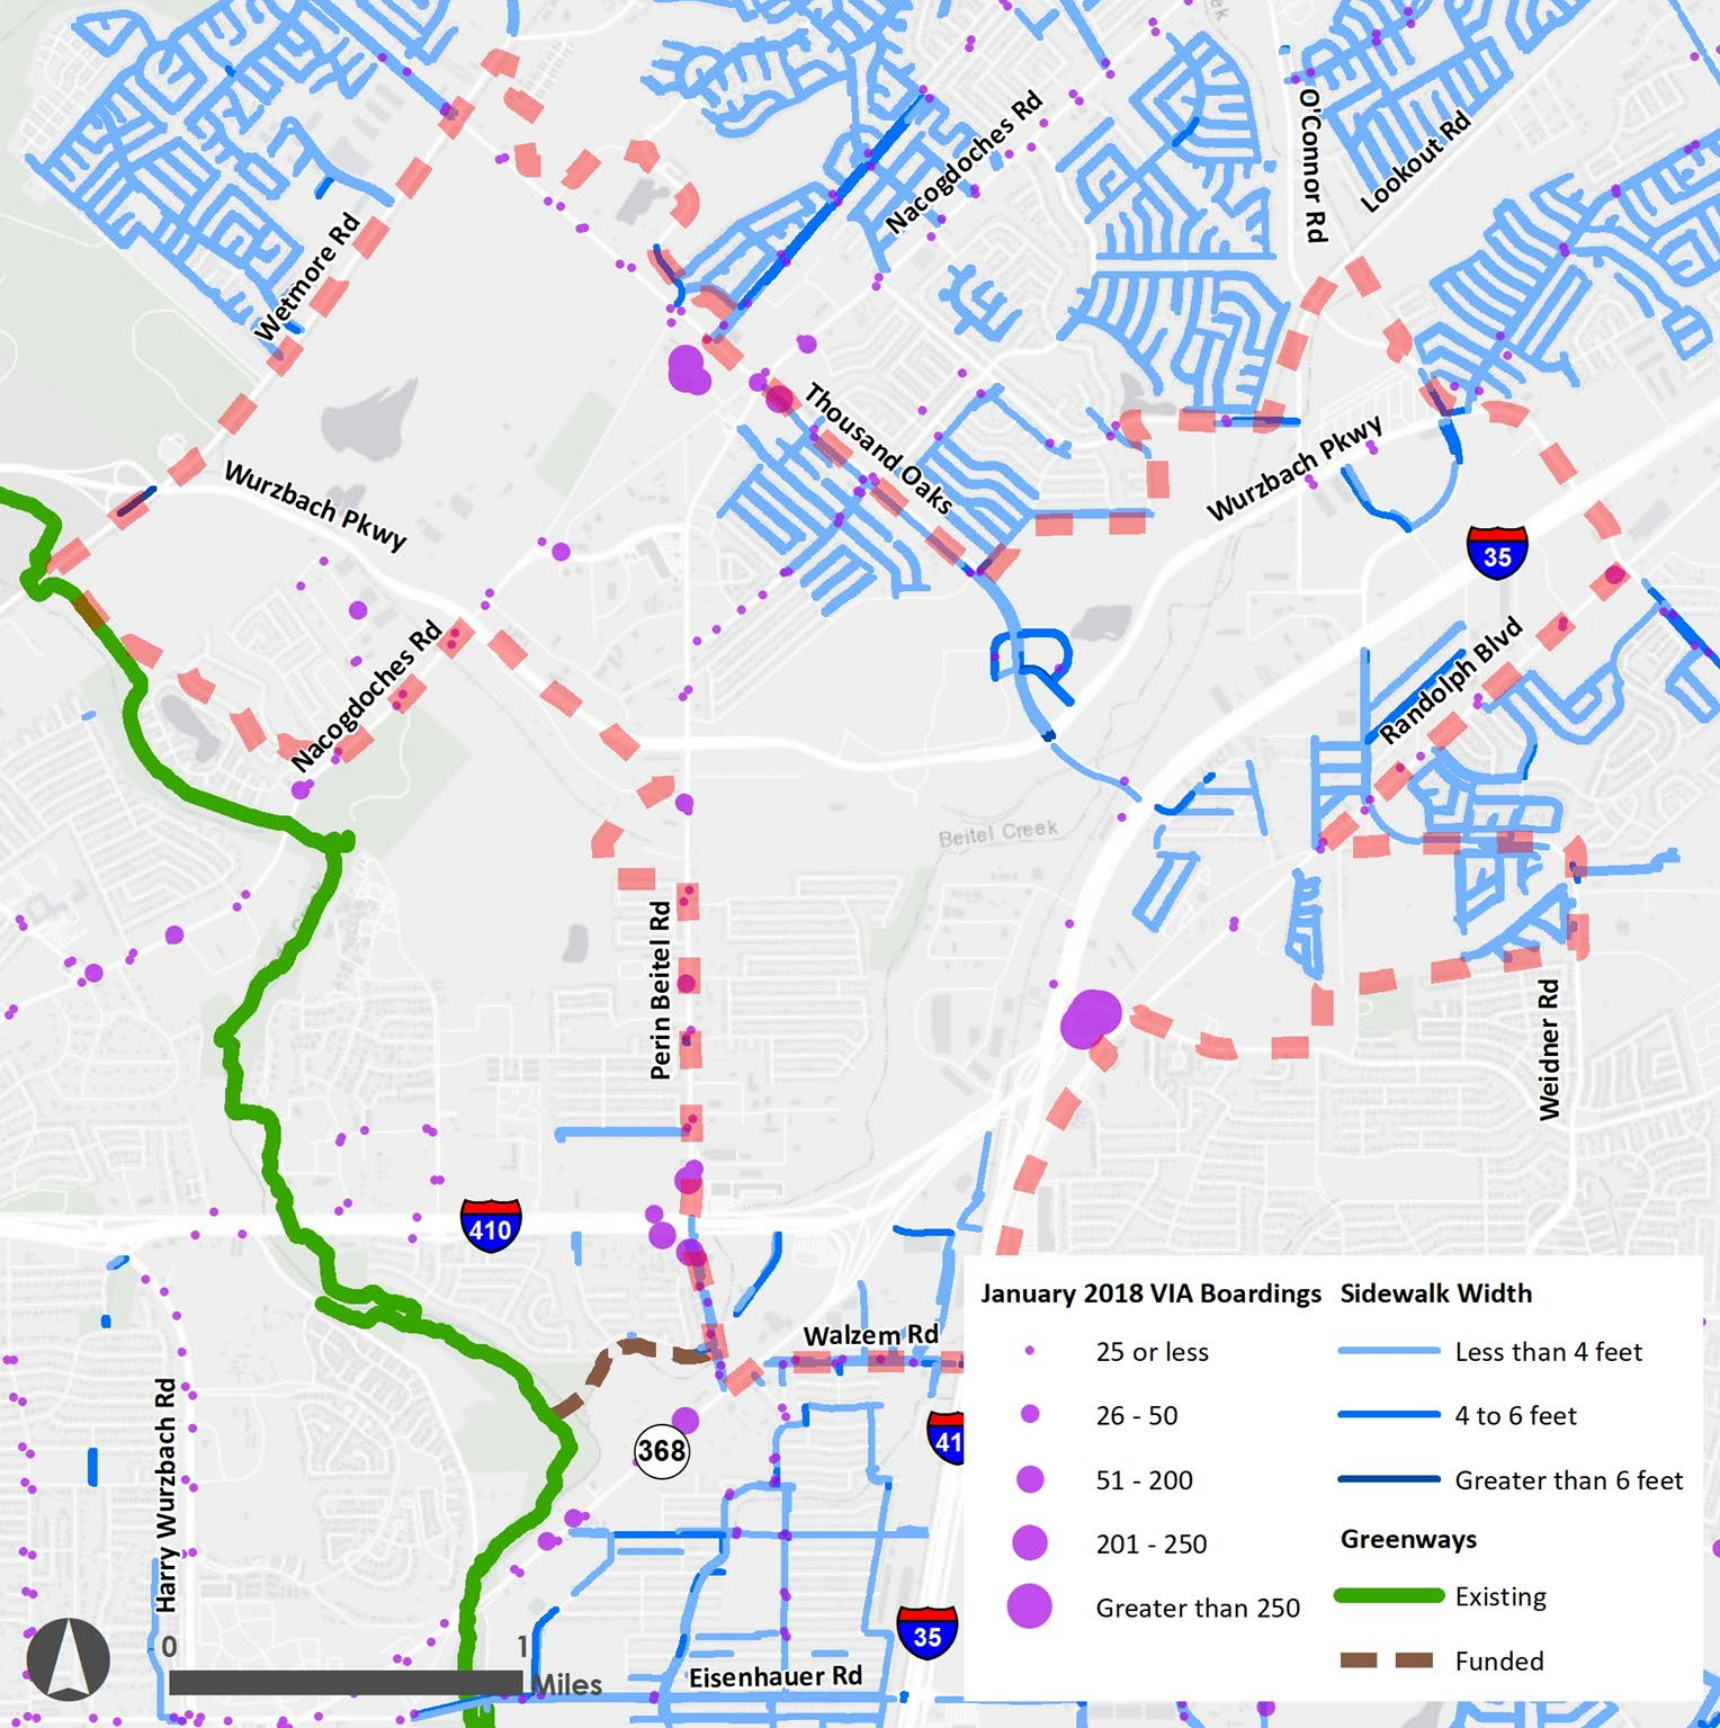 Nacogdoches Rd
O'Connor Rd
Lookout Rd
Wetmore Rd
Thousand Oaks
Wurzbach Pkwy
Wurzbach Pkwy
35
Nacogdoches Rd
Randolph Blvd
Beitel Creek
Perin Beitel Rd
Weidner Rd
410
Walzem Rd
Harry Wurzbach Rd
368
41
35
Eisenhauer Rd
0 1
Miles
January 2018 VIA Boardings
25 or less
26 - 50
51 - 200
201 - 250
Greater than 250
Sidewalk Width
Less than 4 feet
4 to 6 feet
Greater than 6 feet
Greenways
Existing
Funded